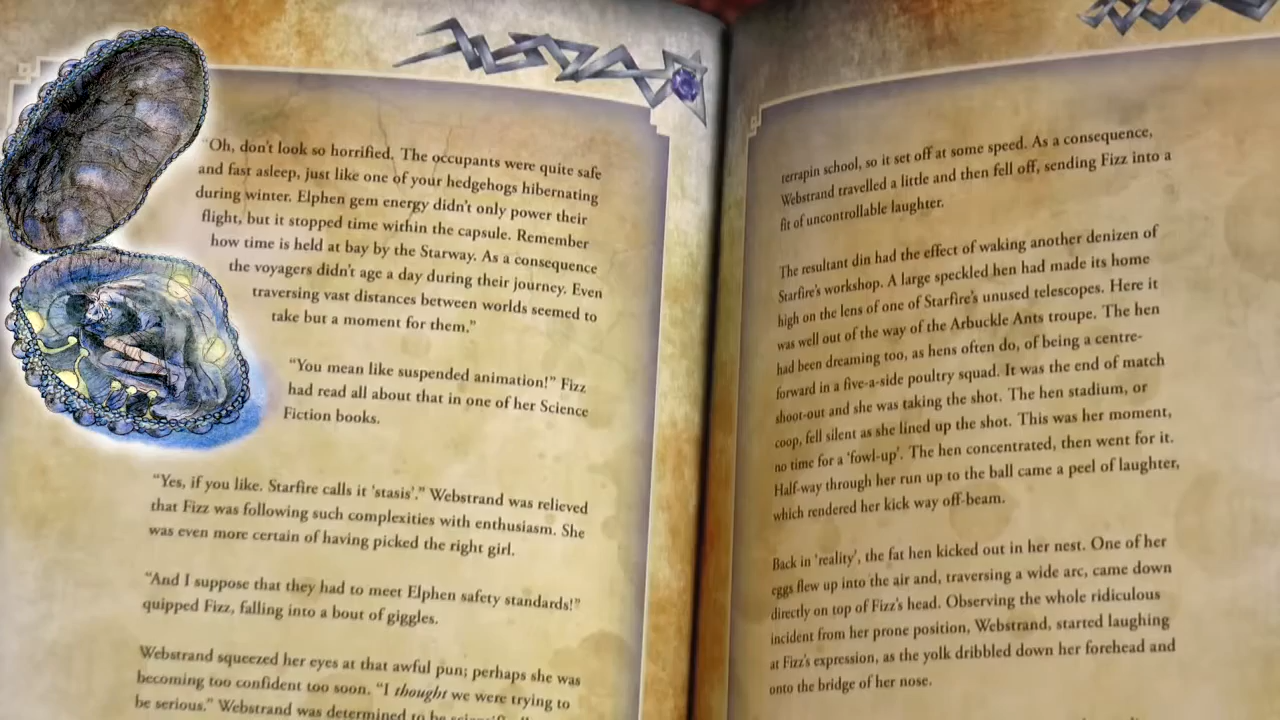 "Oh, don't look so horrified. The occupants were quite safe
and fast asleep, just like one of your hedgehogs hibernating
during winter. Elphen gem energy didn't only power their
flight, but it stopped time within the capsule. Remember
how time is held at bay by the Starway. As a consequence
the voyagers didn't age a day during their journey. Even
traversing vast distances between worlds seemed to
take but a moment for them."
"You mean like suspended animation!" Fizz
had read all about that in one of her Science
Fiction books.
"Yes, if you like. Starfire calls it 'stasis'." Webstrand was relieved
that Fizz was following such complexities with enthusiasm. She
was even more certain of having picked the right girl.
"And I suppose that they had to meet Elphen safety standards!"
quipped Fizz, falling into a bout of giggles.
Webstrand squeezed her eyes at that awful pun; perhaps she was
becoming too confident too soon. "I thought we were trying to
be serious." Webstrand was determined to be
terrapin school, so it set off at some speed. As a consequence,
Webstrand travelled a little and then fell off, sending Fizz into a
fit of uncontrollable laughter.
The resultant din had the effect of waking another denizen of
Starfire's workshop. A large speckled hen had made its home
high on the lens of one of Starfire's unused telescopes. Here it
was well out of the way of the Arbuckle Ants troupe. The hen
had been dreaming too, as hens often do, of being a centre-
forward in a five-a-side poultry squad. It was the end of match
shoot-out and she was taking the shot. The hen stadium, or
coop, fell silent as she lined up the shot. This was her moment,
no time for a 'fowl-up'. The hen concentrated, then went for it.
Half-way through her run up to the ball came a peel of laughter,
which rendered her kick way off-beam.
Back in 'reality', the fat hen kicked out in her nest. One of her
eggs flew up into the air and, traversing a wide arc, came down
directly on top of Fizz's head. Observing the whole ridiculous
incident from her prone position, Webstrand, started laughing
at Fizz's expression, as the yolk dribbled down her forehead and
onto the bridge of her nose.